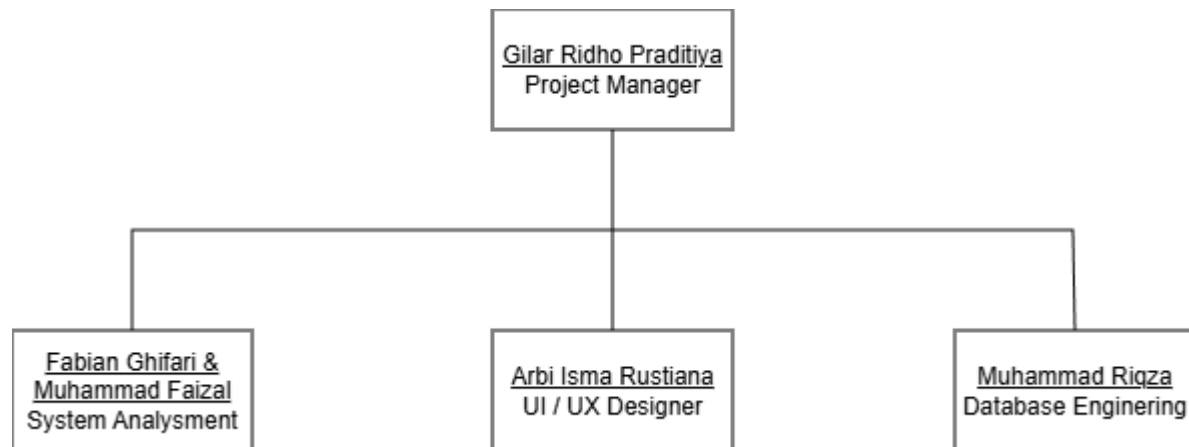 Gilar Ridho Praditiya
Project Manager
Fabian Ghifari &
Muhammad Faizal
System Analysment
Arbi Isma Rustiana
UI / UX Designer
Muhammad Riqza
Database Enginering